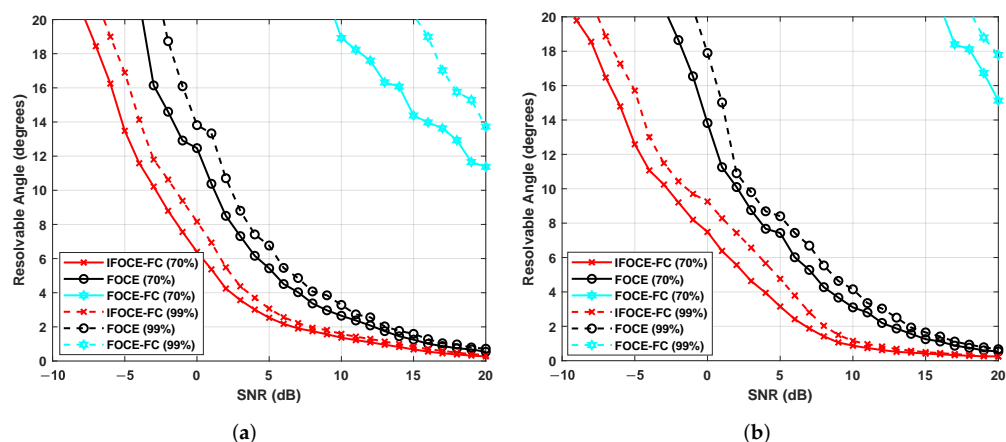 20
18
16
14
12
10
8
6
4
2
0
Resolvable Angle (degrees)
IFOCE-FC (70%)
FOCE (70%)
FOCE-FC (70%)
IFOCE-FC (99%)
FOCE (99%)
FOCE-FC (99%)
−10 −5 0 5 10 15 20
SNR (dB)
(a)
20
18
16
14
12
10
8
6
4
2
0
Resolvable Angle (degrees)
IFOCE-FC (70%)
FOCE (70%)
FOCE-FC (70%)
IFOCE-FC (99%)
FOCE (99%)
FOCE-FC (99%)
−10 −5 0 5 10 15 20
SNR (dB)
(b)